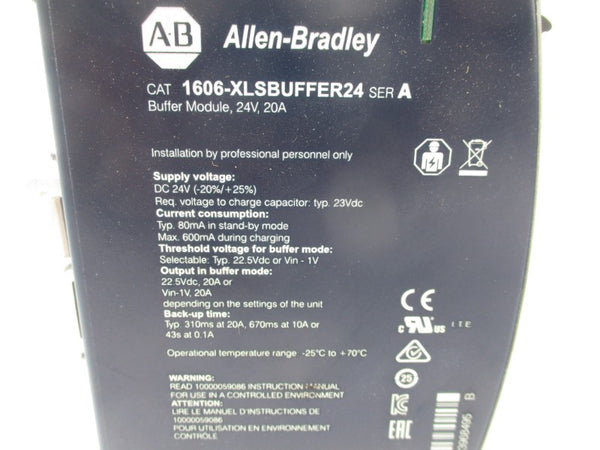 A-B Allen-Bradley
CAT 1606-XLSBUFFER24 SER A
Buffer Module, 24V, 20A
Installation by professional personnel only
Supply voltage:
DC 24V (-20%/+25%)
Req. voltage to charge capacitor: typ. 23Vdc
Current consumption:
Typ. 80mA in stand-by mode
Max. 600mA during charging
Threshold voltage for buffer mode:
Selectable: Typ. 22.5Vdc or Vin - 1V
Output in buffer mode:
22.5Vdc, 20A or
Vin-1V, 20A
depending on the settings of the unit
Back-up time:
Typ. 310ms at 20A, 670ms at 10A or
43s at 0.1A
Operational temperature range -25°C to +70°C
WARNING:
READ 10000059086 INSTRUCTION MANUAL
FOR USE IN A CONTROLLED ENVIRONMENT
ATTENTION:
LIRE LE MANUEL D'INSTRUCTIONS DE
10000059086
POUR UTILISATION EN ENVIRONNEMENT
CONTRÔLÉ
CE
c UL us LTE
25
EAC
B